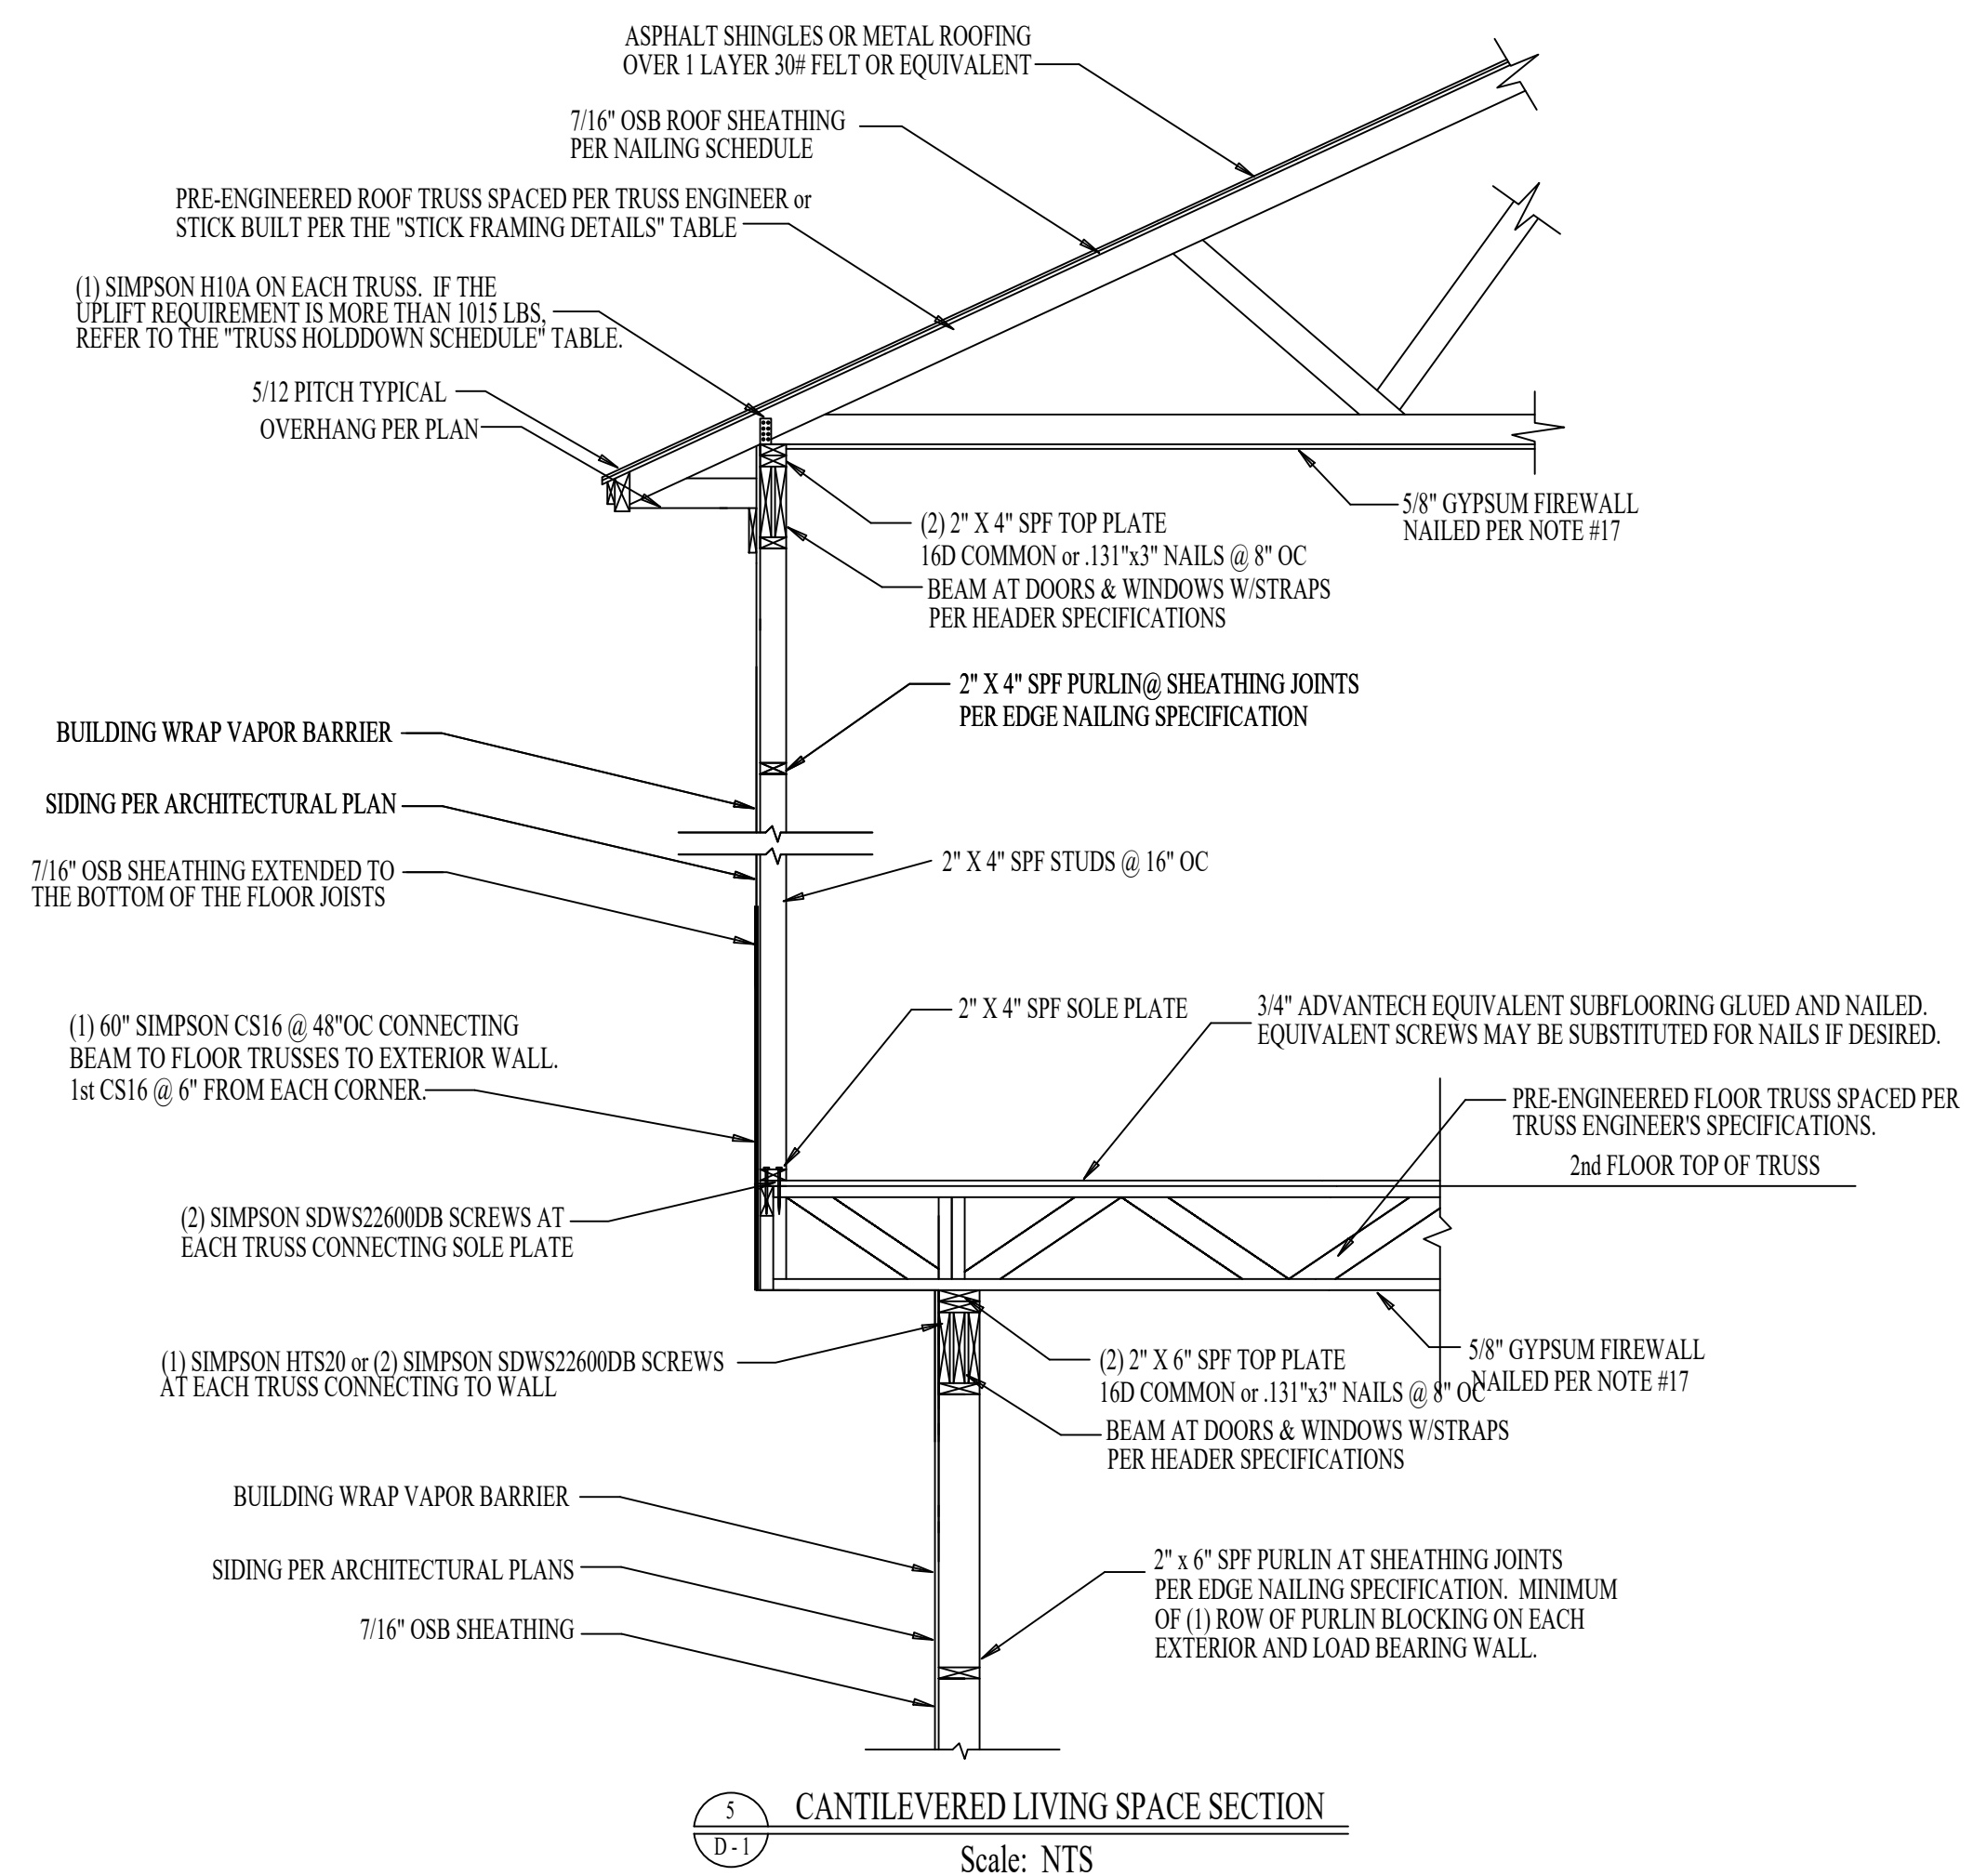 ASPHALT SHINGLES OR METAL ROOFING
OVER 1 LAYER 30# FELT OR EQUIVALENT
7/16" OSB ROOF SHEATHING
PER NAILING SCHEDULE
PRE-ENGINEERED ROOF TRUSS SPACED PER TRUSS ENGINEER or
STICK BUILT PER THE "STICK FRAMING DETAILS" TABLE
(1) SIMPSON H10A ON EACH TRUSS. IF THE
UPLIFT REQUIREMENT IS MORE THAN 1015 LBS,
REFER TO THE "TRUSS HOLDDOWN SCHEDULE" TABLE.
5/12 PITCH TYPICAL
OVERHANG PER PLAN
5/8" GYPSUM FIREWALL
NAILED PER NOTE #17
(2) 2" X 4" SPF TOP PLATE
16D COMMON or .131"x3" NAILS @ 8" OC
BEAM AT DOORS & WINDOWS W/STRAPS
PER HEADER SPECIFICATIONS
2" X 4" SPF PURLIN@ SHEATHING JOINTS
PER EDGE NAILING SPECIFICATION
BUILDING WRAP VAPOR BARRIER
SIDING PER ARCHITECTURAL PLAN
7/16" OSB SHEATHING EXTENDED TO
THE BOTTOM OF THE FLOOR JOISTS
2" X 4" SPF STUDS @ 16" OC
(1) 60" SIMPSON CS16 @ 48"OC CONNECTING
BEAM TO FLOOR TRUSSES TO EXTERIOR WALL.
1st CS16 @ 6" FROM EACH CORNER.
2" X 4" SPF SOLE PLATE
3/4" ADVANTECH EQUIVALENT SUBFLOORING GLUED AND NAILED.
EQUIVALENT SCREWS MAY BE SUBSTITUTED FOR NAILS IF DESIRED.
PRE-ENGINEERED FLOOR TRUSS SPACED PER
TRUSS ENGINEER'S SPECIFICATIONS.
2nd FLOOR TOP OF TRUSS
(2) SIMPSON SDWS22600DB SCREWS AT
EACH TRUSS CONNECTING SOLE PLATE
(1) SIMPSON HTS20 or (2) SIMPSON SDWS22600DB SCREWS
AT EACH TRUSS CONNECTING TO WALL
(2) 2" X 6" SPF TOP PLATE
16D COMMON or .131"x3" NAILS @ 8" OC
5/8" GYPSUM FIREWALL
NAILED PER NOTE #17
BEAM AT DOORS & WINDOWS W/STRAPS
PER HEADER SPECIFICATIONS
BUILDING WRAP VAPOR BARRIER
SIDING PER ARCHITECTURAL PLANS
7/16" OSB SHEATHING
2" x 6" SPF PURLIN AT SHEATHING JOINTS
PER EDGE NAILING SPECIFICATION. MINIMUM
OF (1) ROW OF PURLIN BLOCKING ON EACH
EXTERIOR AND LOAD BEARING WALL.
5
D - 1
CANTILEVERED LIVING SPACE SECTION
Scale: NTS